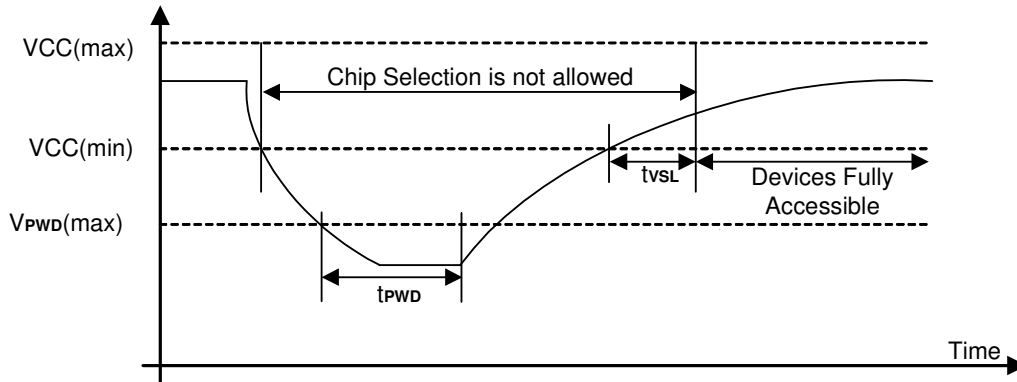 VCC(max)
Chip Selection is not allowed
VCC(min)
tVSL
Devices Fully
Accessible
VPWD(max)
tPWD
Time